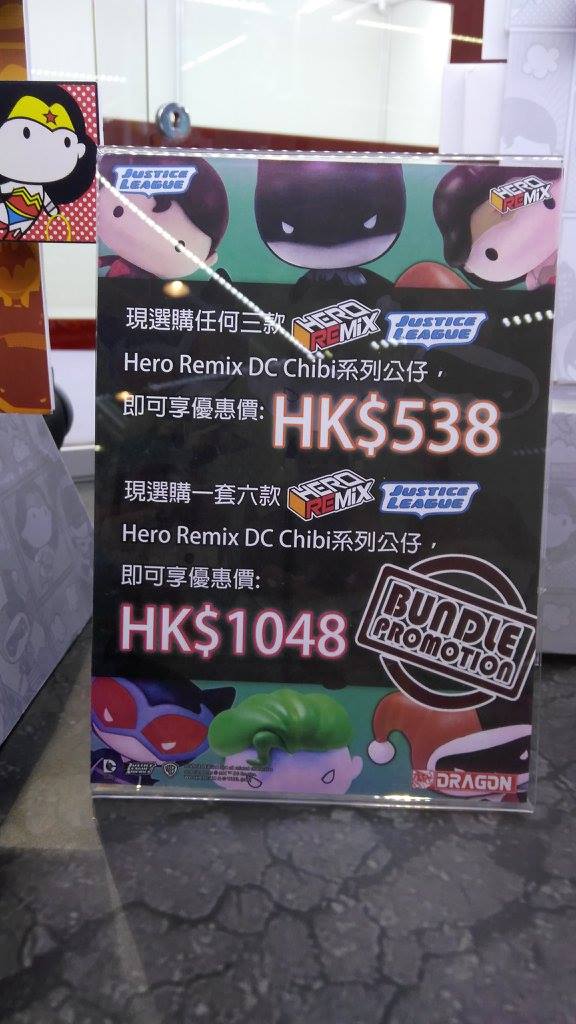 JUSTICE
LEAGUE
HERO
REMIX
現選購任何三款 HERO REMIX JUSTICE LEAGUE
Hero Remix DC Chibi系列公仔，
即可享優惠價: HK$538
現選購一套六款 HERO REMIX JUSTICE LEAGUE
Hero Remix DC Chibi系列公仔，
即可享優惠價:
HK$1048
BUNDLE
PROMOTION
DRAGON